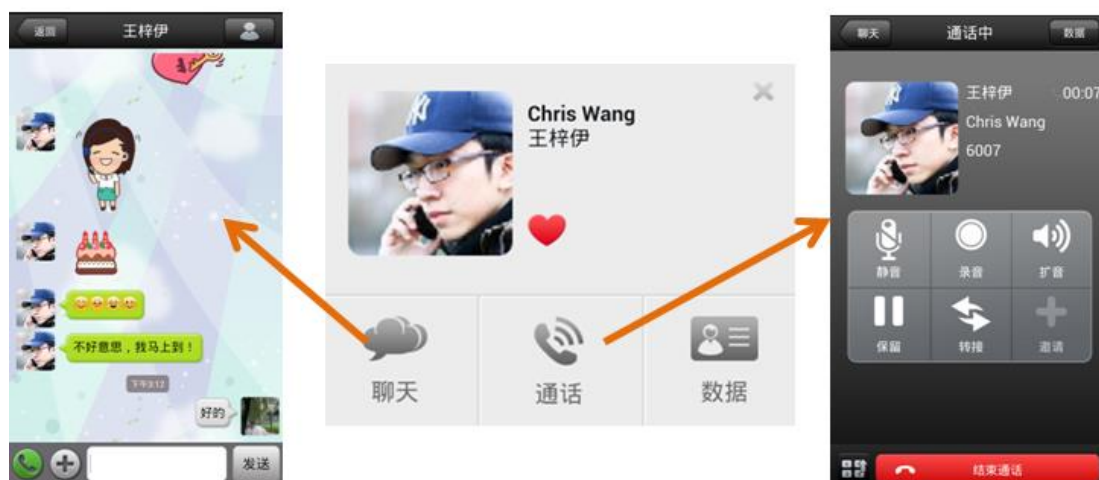 返回
王梓伊
不好意思，我马上到！
下午3:12
好的
发送
Chris Wang
王梓伊
聊天
通话
数据
聊天
通话中
数据
王梓伊
00:07
Chris Wang
6007
静音
录音
扩音
保留
转接
邀请
结束通话